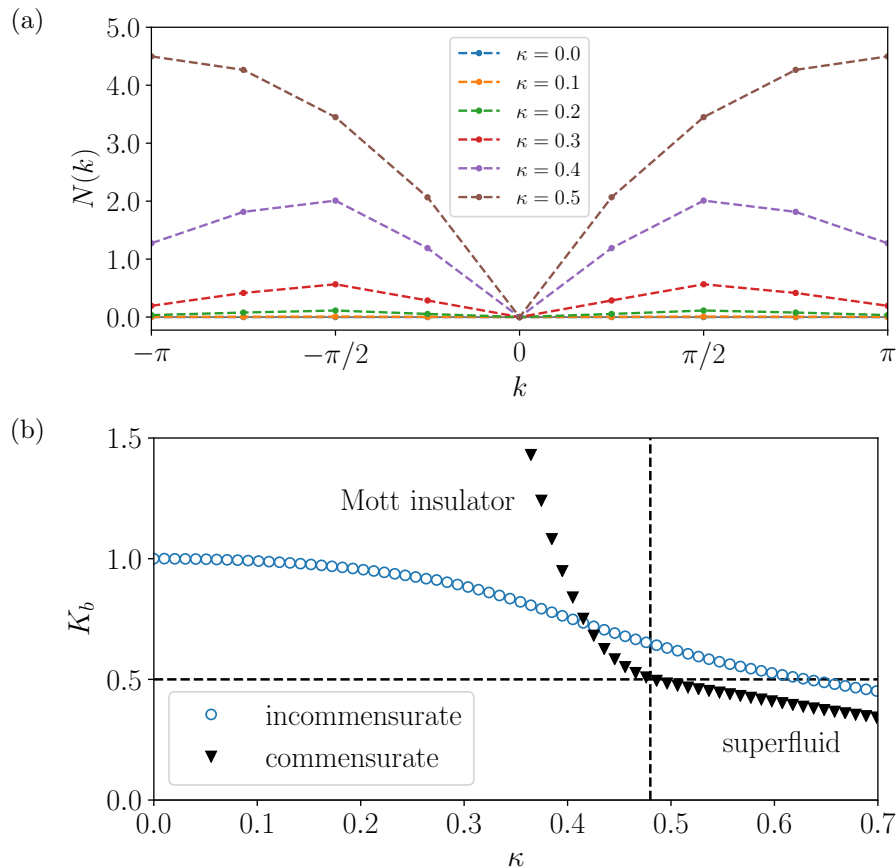 (a)
5.0
4.0
3.0
2.0
1.0
0.0
N(k)
κ = 0.0
κ = 0.1
κ = 0.2
κ = 0.3
κ = 0.4
κ = 0.5
−π
−π/2
0
π/2
π
k
(b)
1.5
1.0
0.5
0.0
K_b
Mott insulator
superfluid
incommensurate
commensurate
0.0
0.1
0.2
0.3
0.4
0.5
0.6
0.7
κ